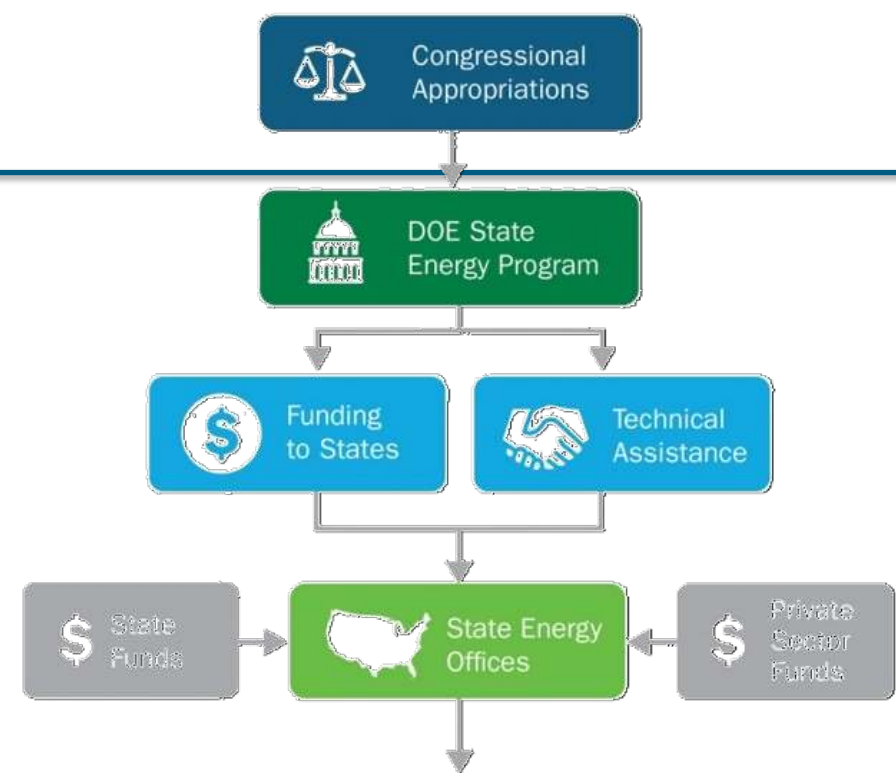 Congressional
Appropriations
DOE State
Energy Program
$ Funding
to States
Technical
Assistance
$ State
Funds
State Energy
Offices
$ Private
Sector
Funds